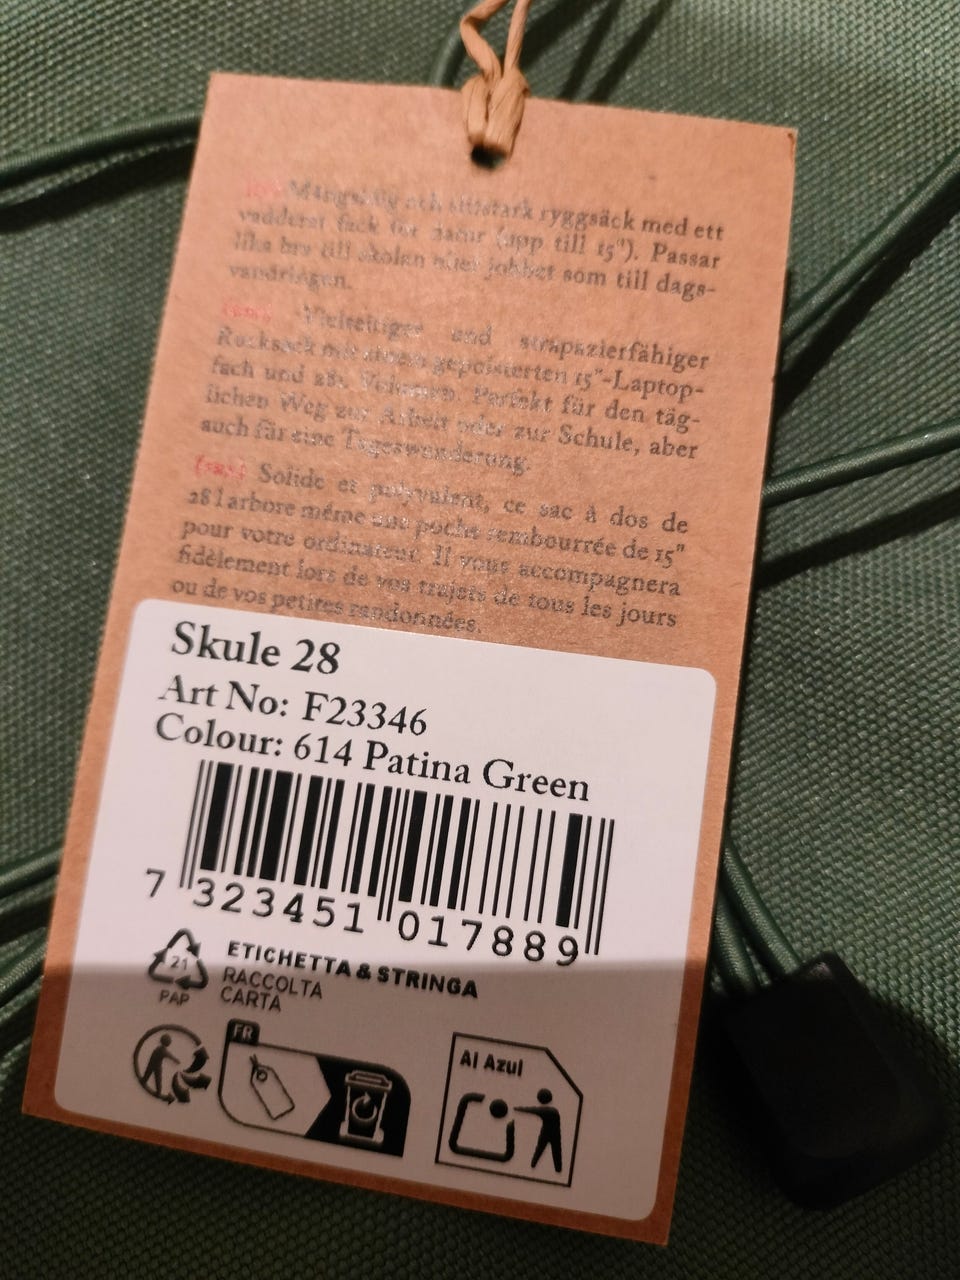 Mångsidig och slitstark ryggsäck med ett
vadderat fack för dator (upp till 15"). Passar
lika bra till skolan eller jobbet som till dags-
vandringen.
Vielseitiger und strapazierfähiger
Rucksack mit einem gepolsterten 15"-Laptop-
fach und 28L Volumen. Perfekt für den täg-
lichen Weg zur Arbeit oder zur Schule, aber
auch für eine Tageswanderung.
Solide et polyvalent, ce sac à dos de
28 l arbore même une poche rembourrée de 15"
pour votre ordinateur. Il vous accompagnera
fidèlement lors de vos trajets de tous les jours
ou de vos petites randonnées.
Skule 28
Art No: F23346
Colour: 614 Patina Green
7 323451 017889
21
PAP
ETICHETTA & STRINGA
RACCOLTA
CARTA
FR
Al Azul